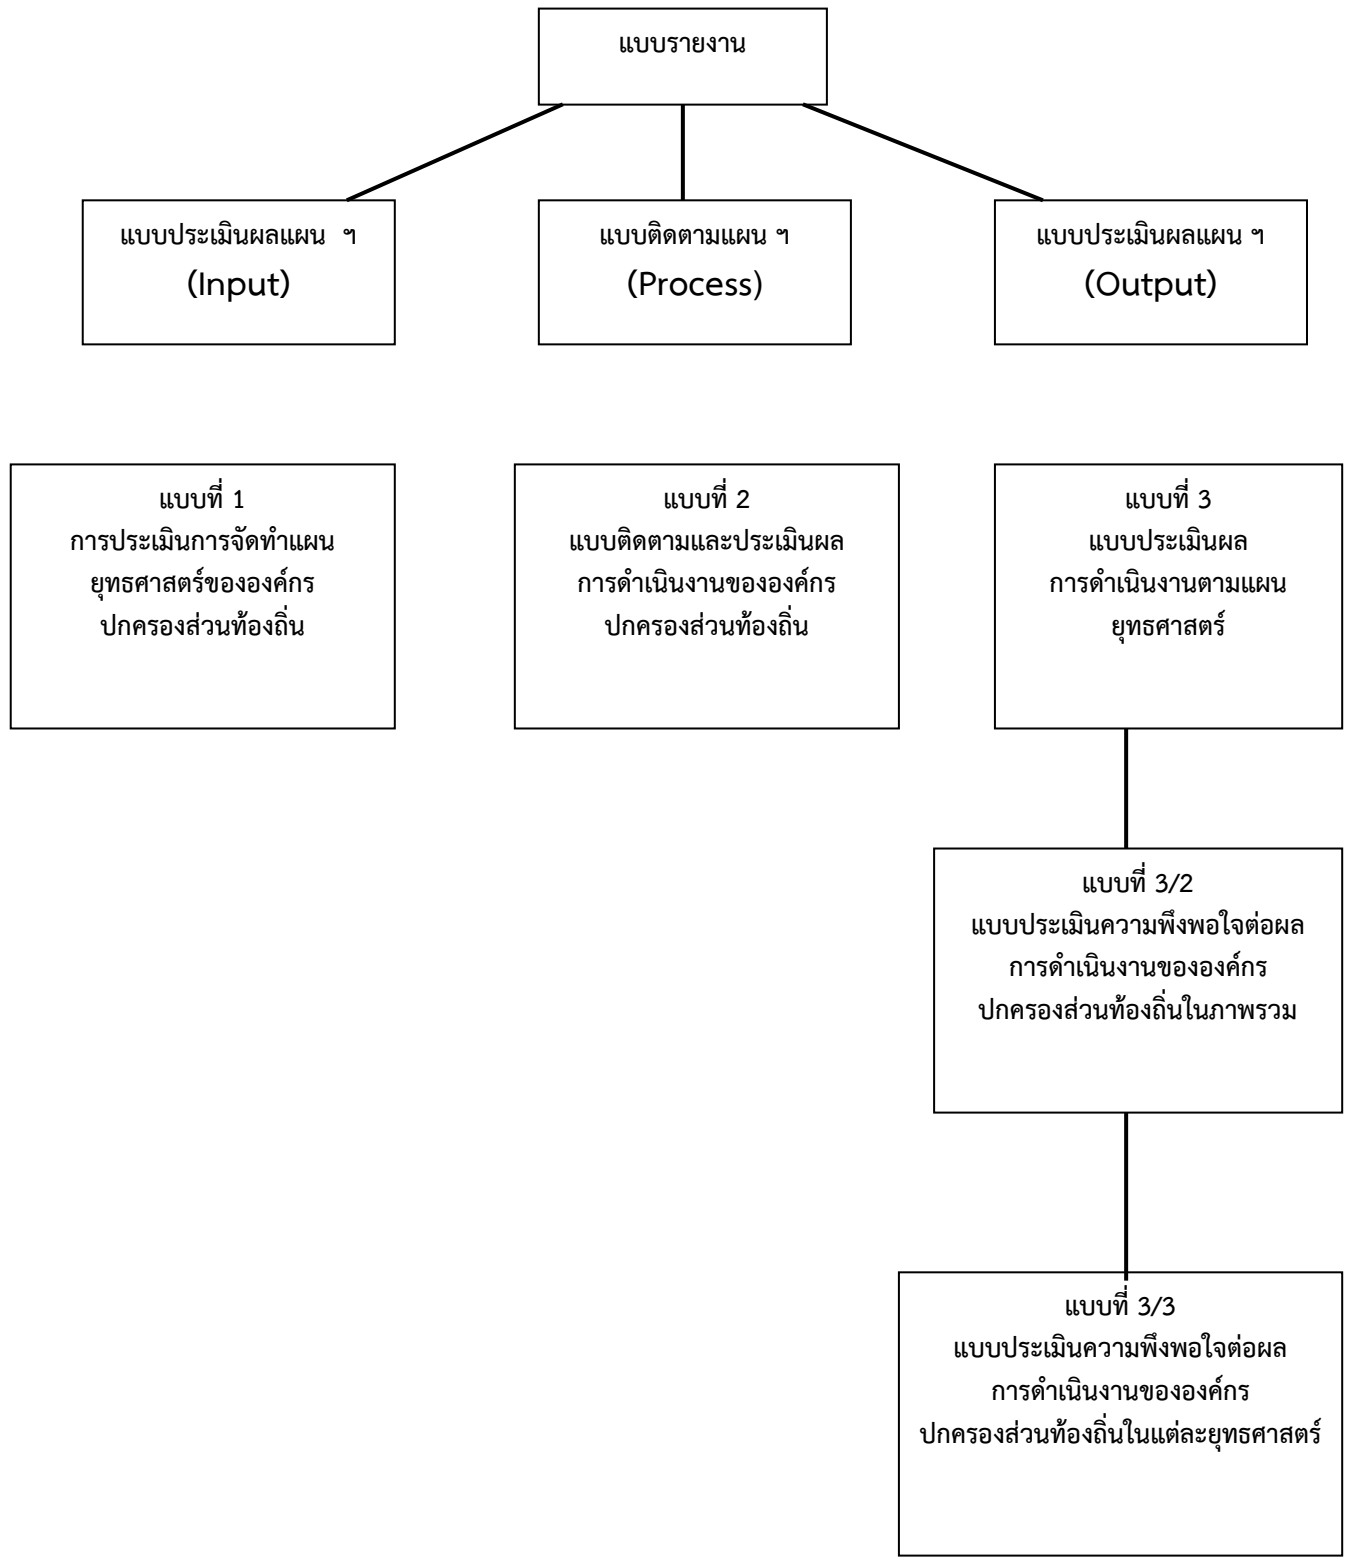 แบบรายงาน
แบบประเมินผลแผน ฯ
(Input)
แบบติดตามแผน ฯ
(Process)
แบบประเมินผลแผน ฯ
(Output)
แบบที่ 1
การประเมินการจัดทำแผน
ยุทธศาสตร์ขององค์กร
ปกครองส่วนท้องถิ่น
แบบที่ 2
แบบติดตามและประเมินผล
การดำเนินงานขององค์กร
ปกครองส่วนท้องถิ่น
แบบที่ 3
แบบประเมินผล
การดำเนินงานตามแผน
ยุทธศาสตร์
แบบที่ 3/2
แบบประเมินความพึงพอใจต่อผล
การดำเนินงานขององค์กร
ปกครองส่วนท้องถิ่นในภาพรวม
แบบที่ 3/3
แบบประเมินความพึงพอใจต่อผล
การดำเนินงานขององค์กร
ปกครองส่วนท้องถิ่นในแต่ละยุทธศาสตร์